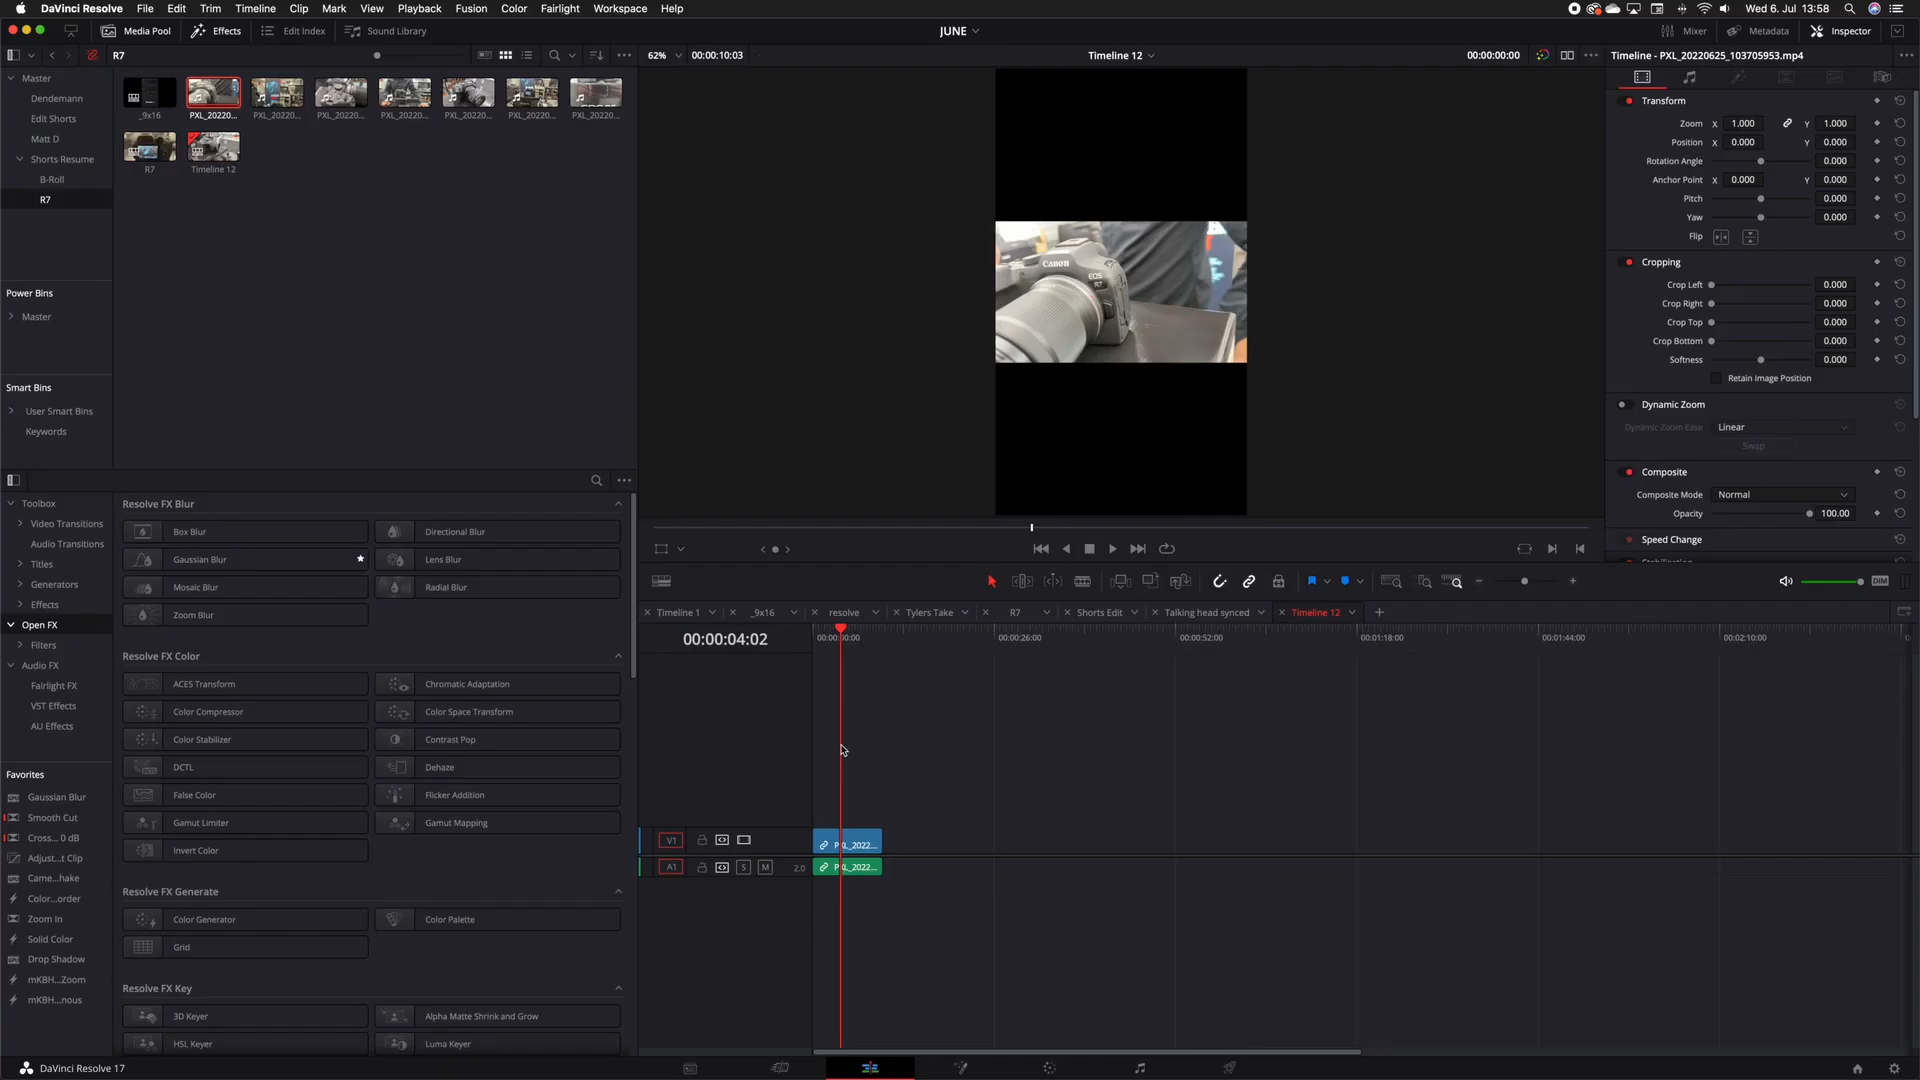 DaVinci Resolve File Edit Trim Timeline Clip Mark View Playback Fusion Color Fairlight Workspace Help Wed 6. Jul 13:58
Media Pool Effects Edit Index Sound Library JUNE Mixer Metadata Inspector
R7 62% 00:00:10:03 Timeline 12 00:00:00:00 Timeline - PXL_20220625_103705953.mp4
Master
Dendemann
Edit Shorts
Matt D
Shorts Resume
B-Roll
R7
Power Bins
Master
Smart Bins
User Smart Bins
Keywords
_9x16 PXL_20220... PXL_20220... PXL_20220... PXL_20220... PXL_20220... PXL_20220... PXL_20220...
R7 Timeline 12
Canon
EOS
R7
Transform
Zoom X 1.000 Y 1.000
Position X 0.000 Y 0.000
Rotation Angle 0.000
Anchor Point X 0.000 Y 0.000
Pitch 0.000
Yaw 0.000
Flip
Cropping
Crop Left 0.000
Crop Right 0.000
Crop Top 0.000
Crop Bottom 0.000
Softness 0.000
Retain Image Position
Dynamic Zoom
Dynamic Zoom Ease Linear
Swap
Composite
Composite Mode Normal
Opacity 100.00
Speed Change
Toolbox
Video Transitions
Audio Transitions
Titles
Generators
Effects
Open FX
Filters
Audio FX
Fairlight FX
VST Effects
AU Effects
Favorites
Gaussian Blur
Smooth Cut
Cross... 0 dB
Adjust...t Clip
Came...hake
Color...order
Zoom In
Solid Color
Drop Shadow
mKBH...Zoom
mKBH...nous
Resolve FX Blur
Box Blur Directional Blur
Gaussian Blur Lens Blur
Mosaic Blur Radial Blur
Zoom Blur
Resolve FX Color
ACES Transform Chromatic Adaptation
Color Compressor Color Space Transform
Color Stabilizer Contrast Pop
DCTL Dehaze
False Color Flicker Addition
Gamut Limiter Gamut Mapping
Invert Color
Resolve FX Generate
Color Generator Color Palette
Grid
Resolve FX Key
3D Keyer Alpha Matte Shrink and Grow
HSL Keyer Luma Keyer
DIM
Timeline 1 _9x16 resolve Tylers Take R7 Shorts Edit Talking head synced Timeline 12
00:00:04:02 00:00:00:00 00:00:26:00 00:00:52:00 00:01:18:00 00:01:44:00 00:02:10:00
V1 PXL_2022...
A1 S M 2.0 PXL_2022...
DaVinci Resolve 17